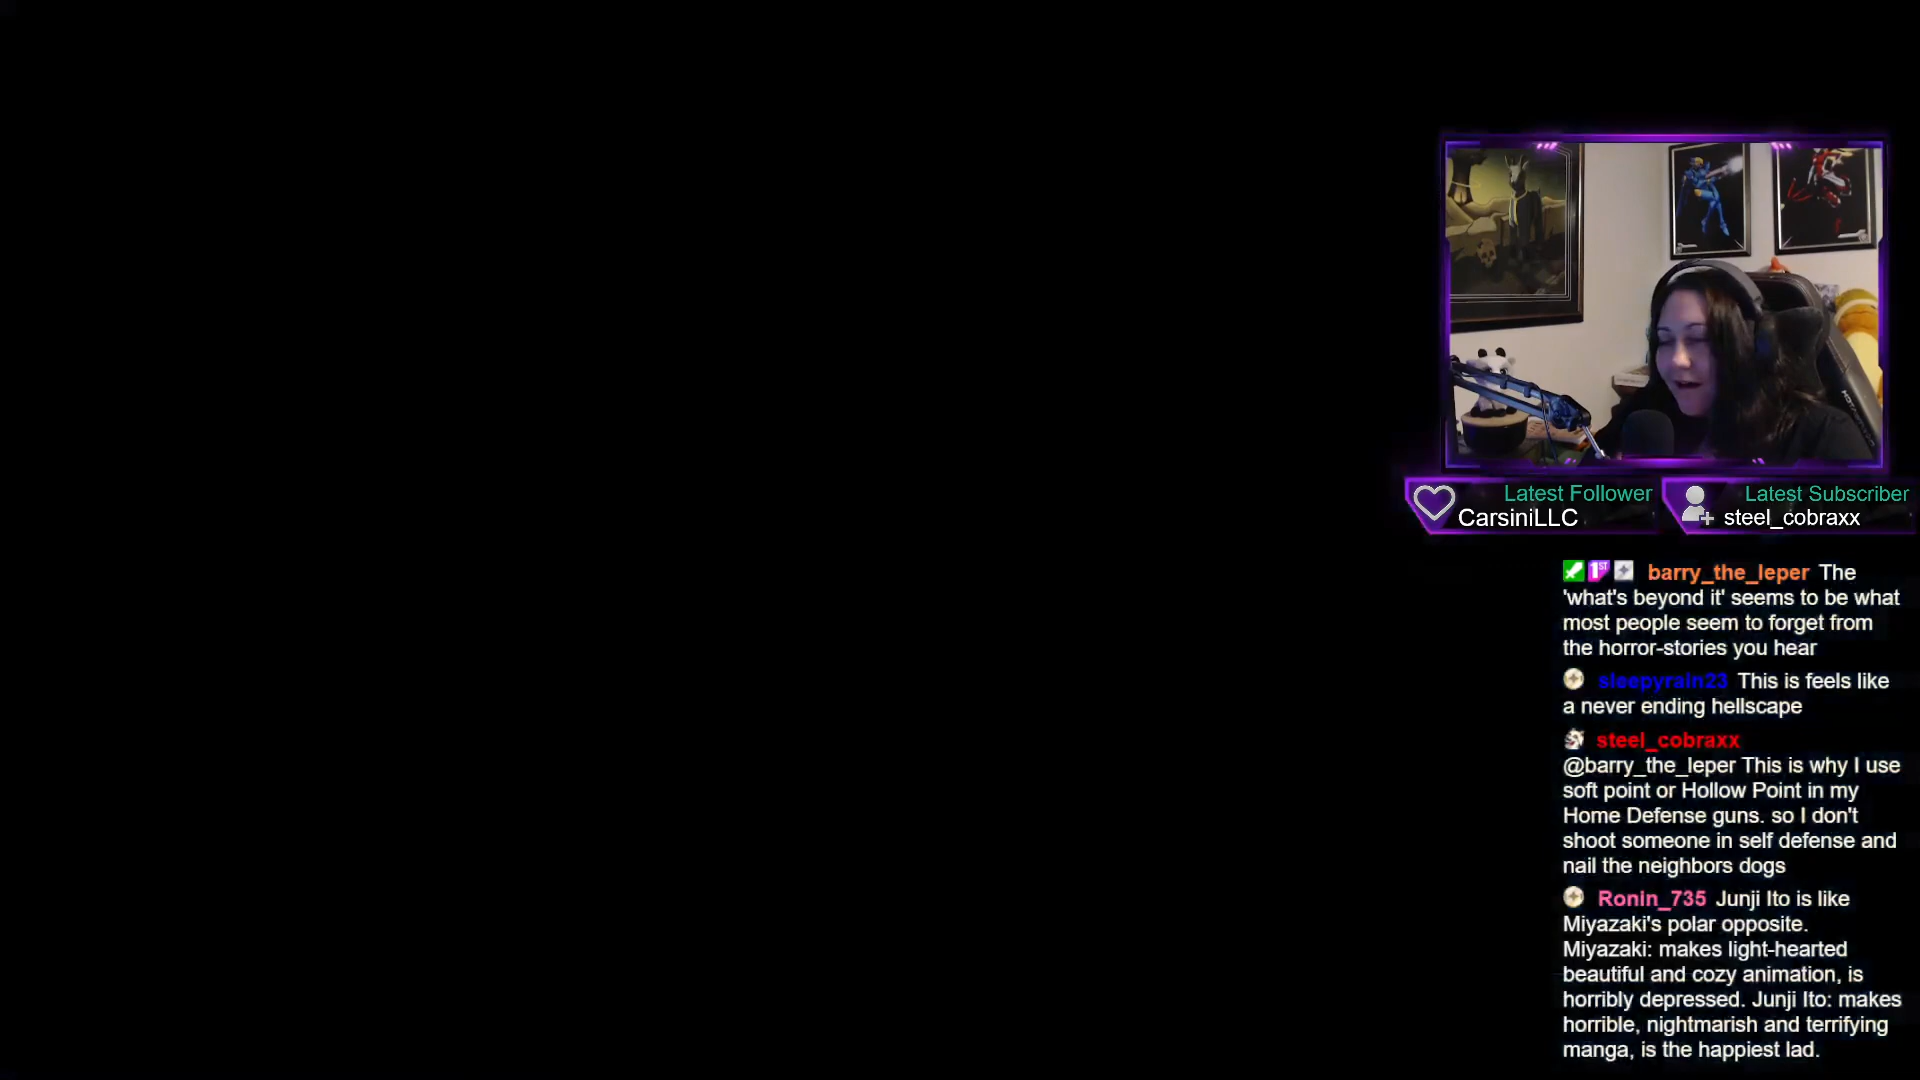 Latest Follower
CarsiniLLC
Latest Subscriber
steel_cobraxx
1ST barry_the_leper The
'what's beyond it' seems to be what
most people seem to forget from
the horror-stories you hear
sleepyrain23 This is feels like
a never ending hellscape
steel_cobraxx
@barry_the_leper This is why I use
soft point or Hollow Point in my
Home Defense guns. so I don't
shoot someone in self defense and
nail the neighbors dogs
Ronin_735 Junji Ito is like
Miyazaki's polar opposite.
Miyazaki: makes light-hearted
beautiful and cozy animation, is
horribly depressed. Junji Ito: makes
horrible, nightmarish and terrifying
manga, is the happiest lad.